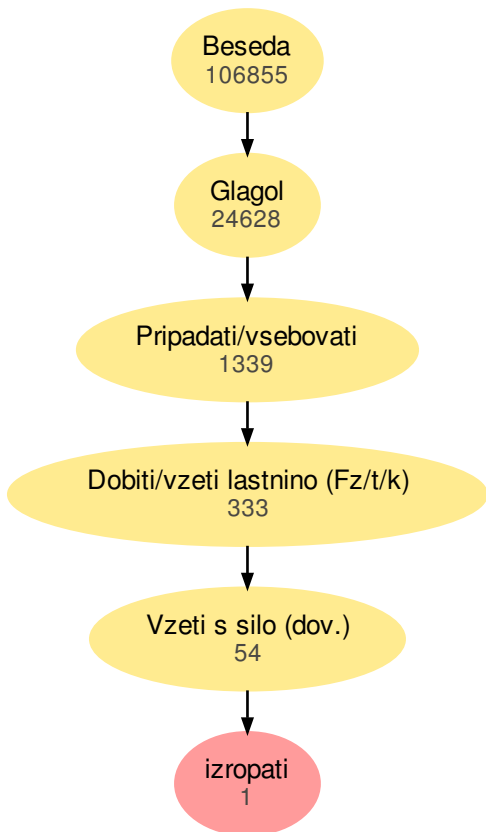 Beseda
106855
Glagol
24628
Pripadati/vsebovati
1339
Dobiti/vzeti lastnino (Fz/t/k)
333
Vzeti s silo (dov.)
54
izropati
1